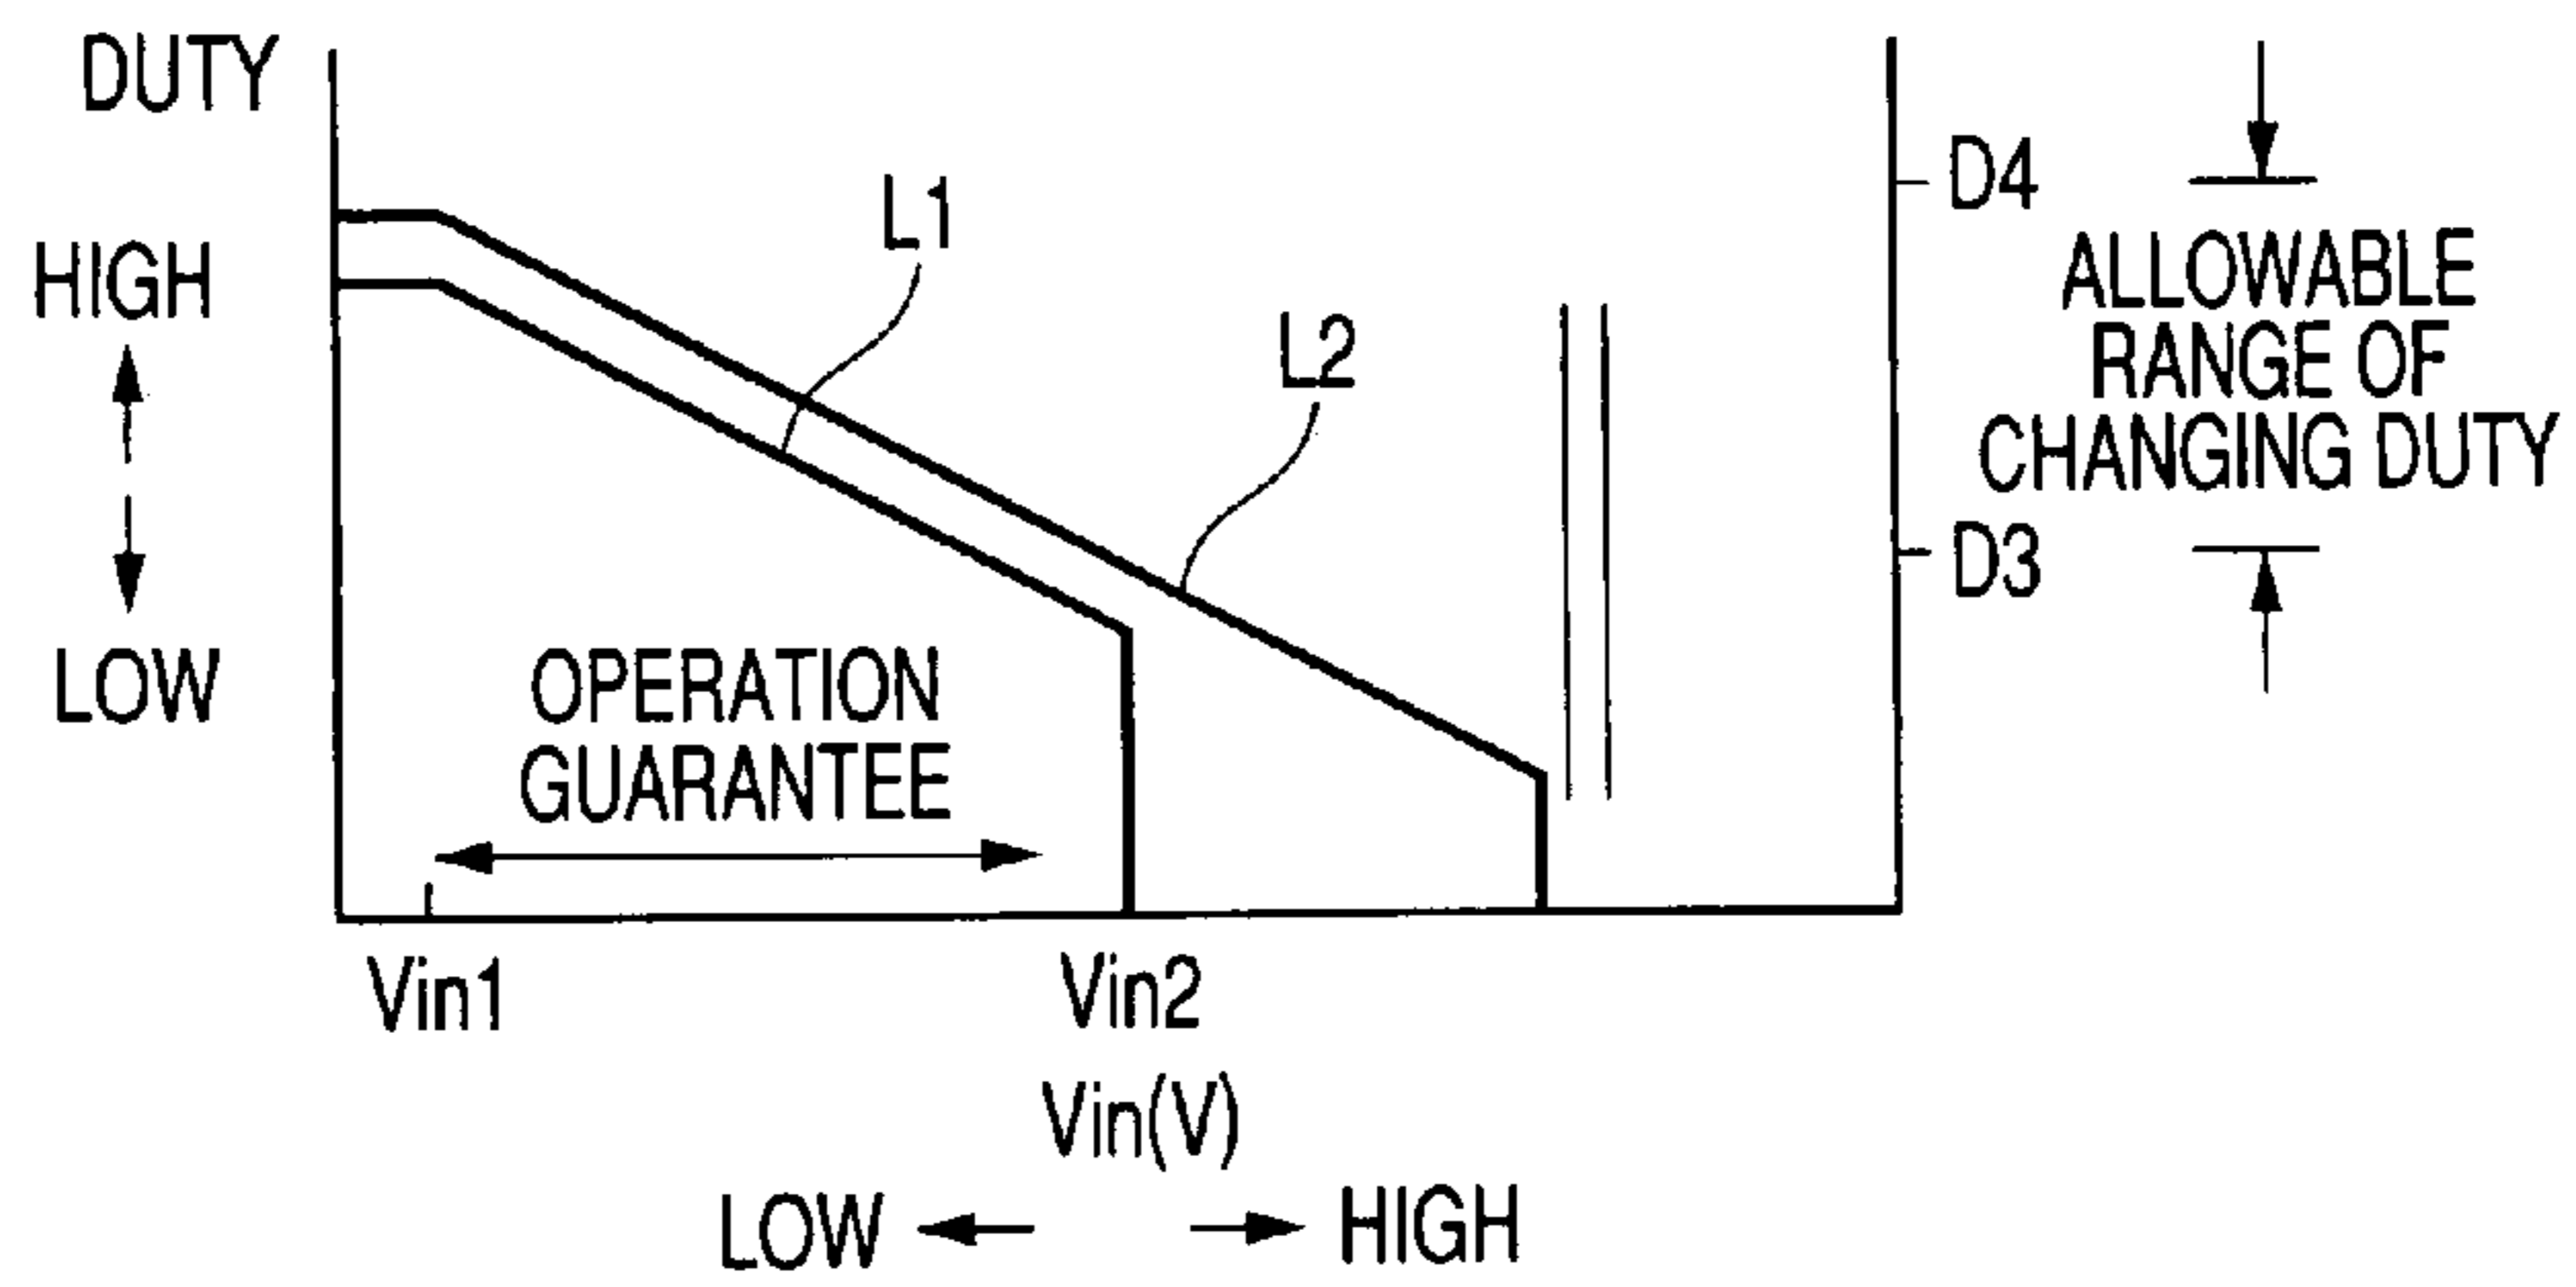 DUTY
HIGH
LOW
L1
L2
D4
ALLOWABLE
RANGE OF
CHANGING DUTY
D3
OPERATION
GUARANTEE
Vin1
Vin2
Vin(V)
LOW
HIGH